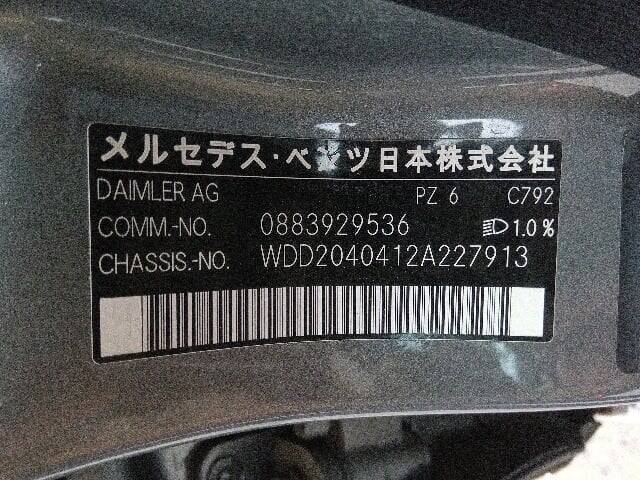 メルセデス・ベンツ日本株式会社
DAIMLER AG PZ 6 C792
COMM.-NO. 0883929536 1.0 %
CHASSIS.-NO. WDD2040412A227913